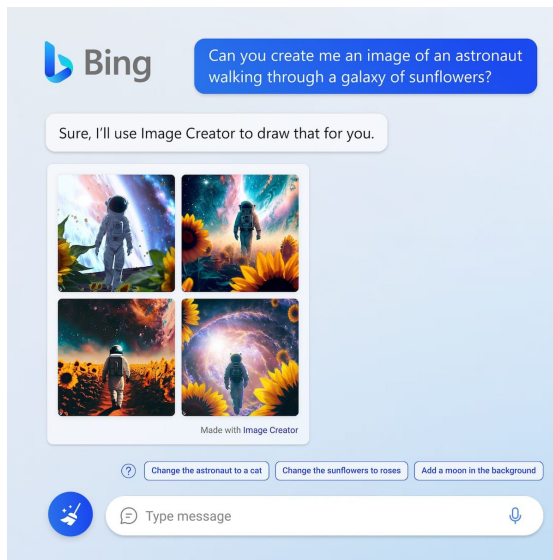 Bing
Can you create me an image of an astronaut
walking through a galaxy of sunflowers?
Sure, I'll use Image Creator to draw that for you.
Made with Image Creator
?
Change the astronaut to a cat
Change the sunflowers to roses
Add a moon in the background
Type message